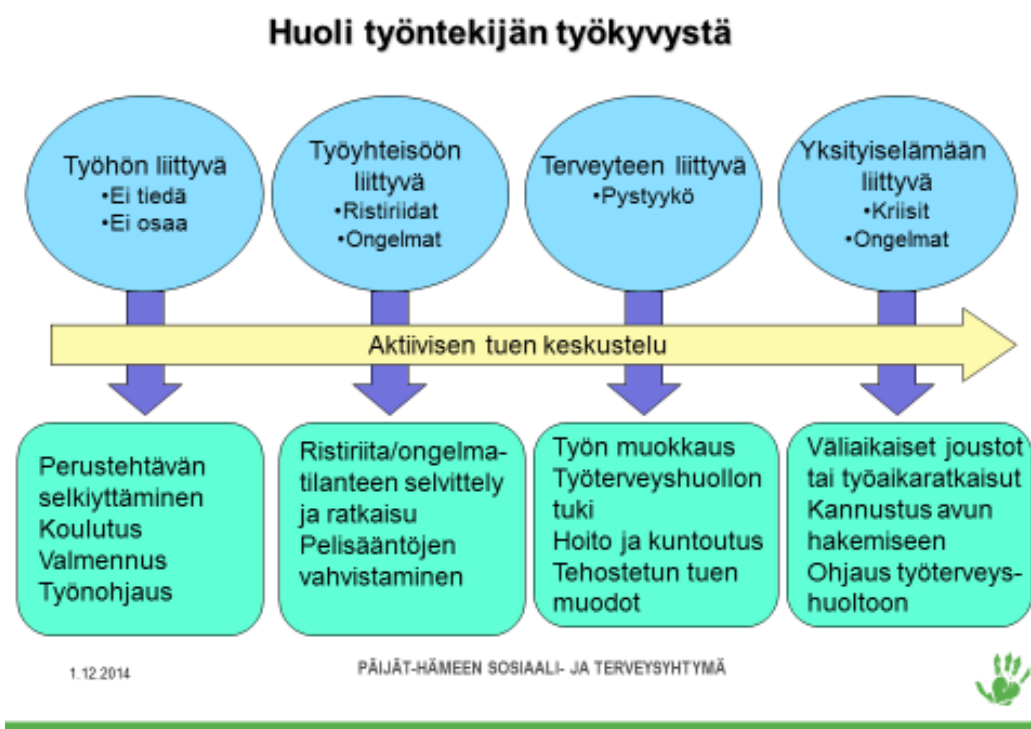 Huoli työntekijän työkyvystä
Työhön liittyvä
•Ei tiedä
•Ei osaa
Työyhteisöön
liittyvä
•Ristiriidat
•Ongelmat
Terveyteen liittyvä
•Pystyykö
Yksityiselämään
liittyvä
•Kriisit
•Ongelmat
Aktiivisen tuen keskustelu
Perustehtävän
selkiyttäminen
Koulutus
Valmennus
Työnohjaus
Ristiriita/ongelma-
tilanteen selvittely
ja ratkaisu
Pelisääntöjen
vahvistaminen
Työn muokkaus
Työterveyshuollon
tuki
Hoito ja kuntoutus
Tehostetun tuen
muodot
Väliaikaiset joustot
tai työaikaratkaisut
Kannustus avun
hakemiseen
Ohjaus työterveys-
huoltoon
1.12.2014
PÄIJÄT-HÄMEEN SOSIAALI- JA TERVEYSYHTYMÄ